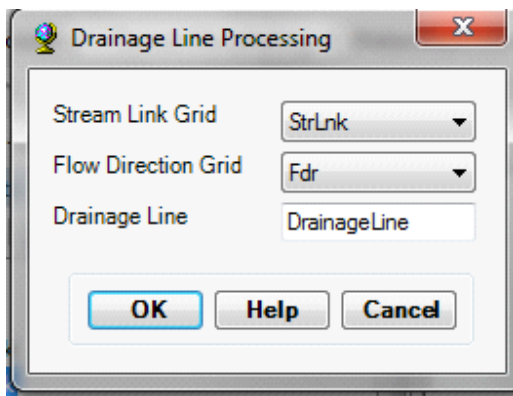 Drainage Line Processing
Stream Link Grid StrLnk
Flow Direction Grid Fdr
Drainage Line DrainageLine
OK Help Cancel